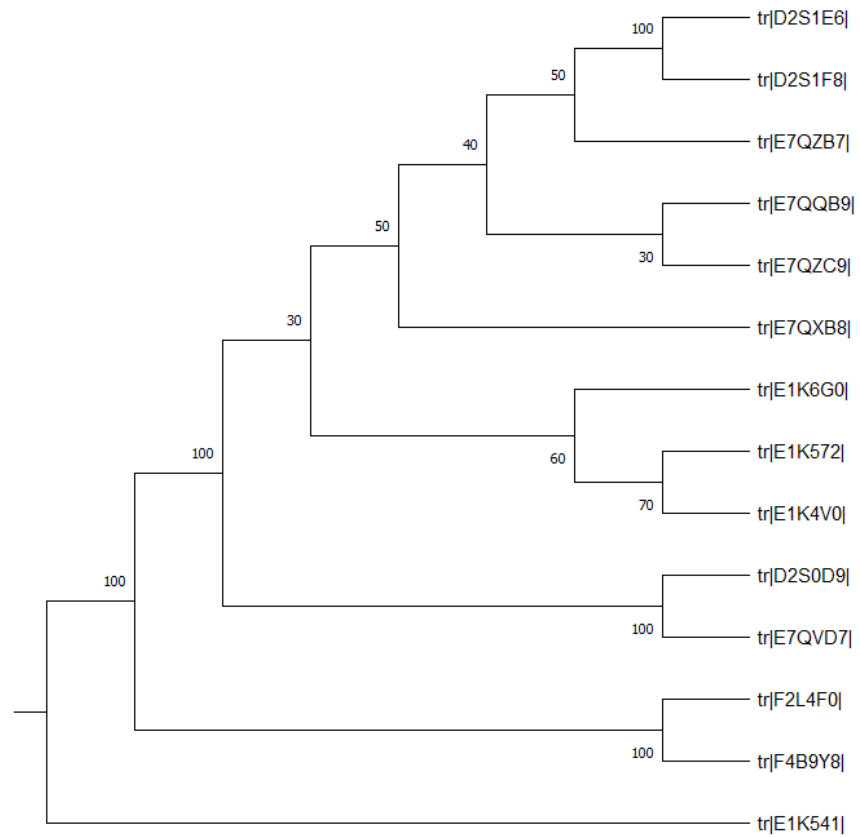 tr|D2S1E6|
100
50
tr|D2S1F8|
40
tr|E7QZB7|
tr|E7QQB9|
50
30
tr|E7QZC9|
30
tr|E7QXB8|
tr|E1K6G0|
100
60
tr|E1K572|
70
tr|E1K4V0|
100
tr|D2S0D9|
100
tr|E7QVD7|
tr|F2L4F0|
100
tr|F4B9Y8|
tr|E1K541|